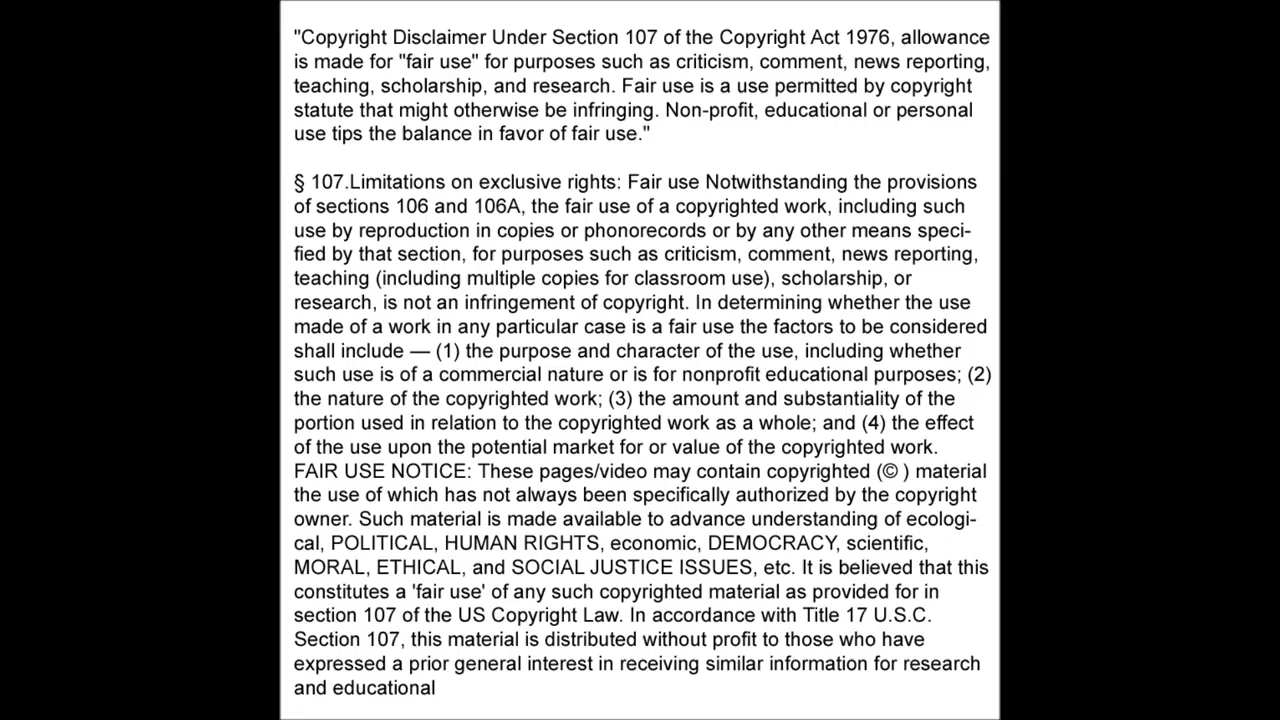 "Copyright Disclaimer Under Section 107 of the Copyright Act 1976, allowance
is made for "fair use" for purposes such as criticism, comment, news reporting,
teaching, scholarship, and research. Fair use is a use permitted by copyright
statute that might otherwise be infringing. Non-profit, educational or personal
use tips the balance in favor of fair use."
§ 107.Limitations on exclusive rights: Fair use Notwithstanding the provisions
of sections 106 and 106A, the fair use of a copyrighted work, including such
use by reproduction in copies or phonorecords or by any other means speci-
fied by that section, for purposes such as criticism, comment, news reporting,
teaching (including multiple copies for classroom use), scholarship, or
research, is not an infringement of copyright. In determining whether the use
made of a work in any particular case is a fair use the factors to be considered
shall include — (1) the purpose and character of the use, including whether
such use is of a commercial nature or is for nonprofit educational purposes; (2)
the nature of the copyrighted work; (3) the amount and substantiality of the
portion used in relation to the copyrighted work as a whole; and (4) the effect
of the use upon the potential market for or value of the copyrighted work.
FAIR USE NOTICE: These pages/video may contain copyrighted (© ) material
the use of which has not always been specifically authorized by the copyright
owner. Such material is made available to advance understanding of ecologi-
cal, POLITICAL, HUMAN RIGHTS, economic, DEMOCRACY, scientific,
MORAL, ETHICAL, and SOCIAL JUSTICE ISSUES, etc. It is believed that this
constitutes a 'fair use' of any such copyrighted material as provided for in
section 107 of the US Copyright Law. In accordance with Title 17 U.S.C.
Section 107, this material is distributed without profit to those who have
expressed a prior general interest in receiving similar information for research
and educational